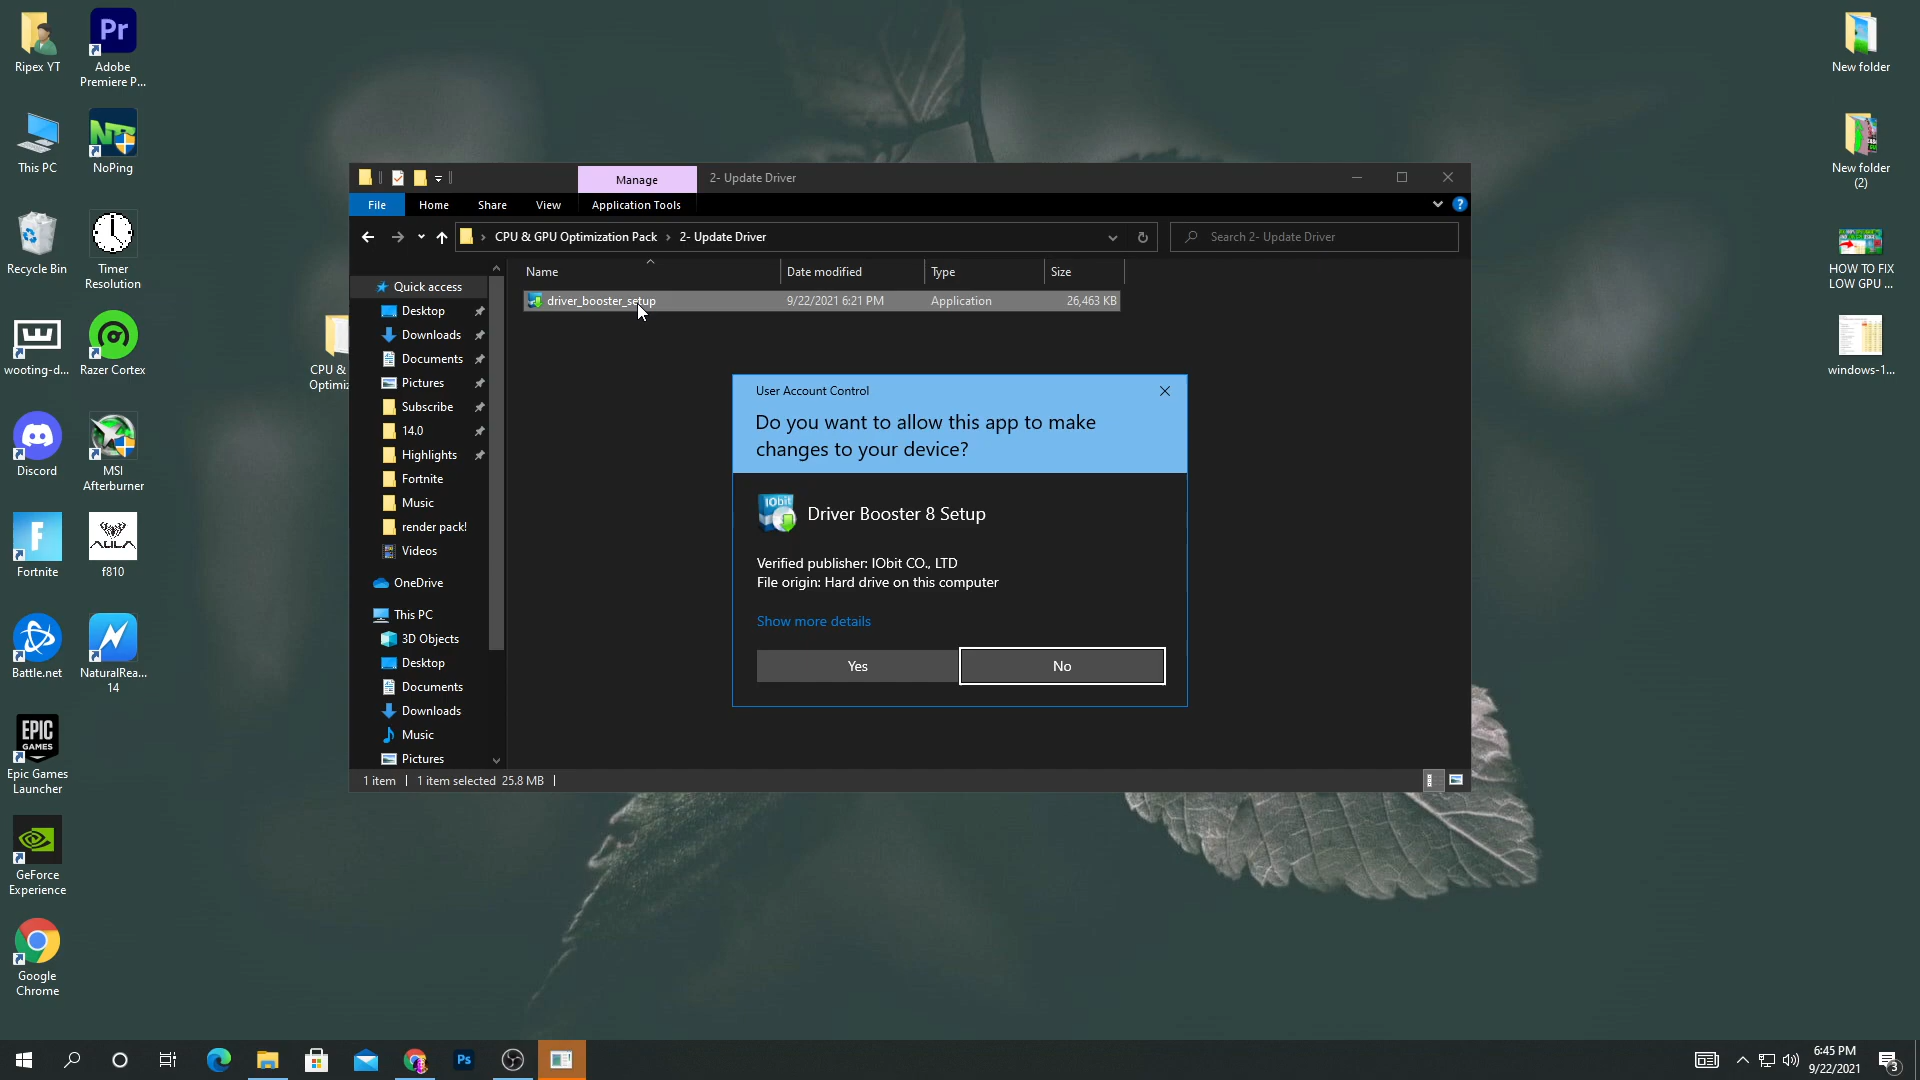 Ripex YT
Pr
Adobe
Premiere P...
This PC
NoPing
Recycle Bin
Timer
Resolution
wooting-d...
Razer Cortex
Discord
MSI
Afterburner
Fortnite
AULA
f810
Battle.net
NaturalRea...
14
EPIC
GAMES
Epic Games
Launcher
GeForce
Experience
Google
Chrome
CPU &
Optimiz
New folder
New folder
(2)
HOW TO FIX
LOW GPU ...
windows-1...
Manage
2- Update Driver
File
Home
Share
View
Application Tools
CPU & GPU Optimization Pack
2- Update Driver
Search 2- Update Driver
Name
Date modified
Type
Size
driver_booster_setup
9/22/2021 6:21 PM
Application
26,463 KB
Quick access
Desktop
Downloads
Documents
Pictures
Subscribe
14.0
Highlights
Fortnite
Music
render pack!
Videos
OneDrive
This PC
3D Objects
Desktop
Documents
Downloads
Music
Pictures
1 item
1 item selected 25.8 MB
User Account Control
Do you want to allow this app to make
changes to your device?
IObit
Driver Booster 8 Setup
Verified publisher: IObit CO., LTD
File origin: Hard drive on this computer
Show more details
Yes
No
Ps
6:45 PM
9/22/2021
3